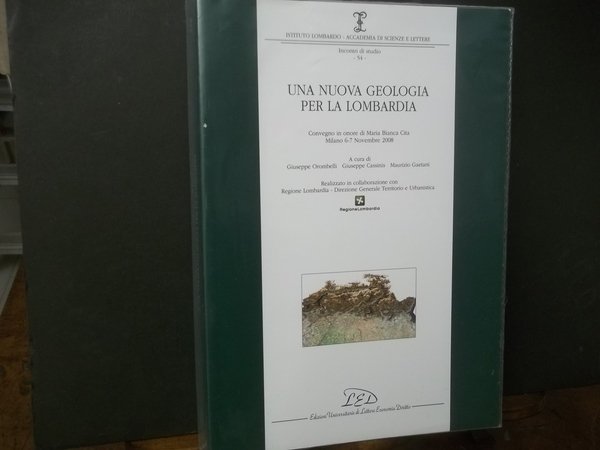 ISTITUTO LOMBARDO - ACCADEMIA DI SCIENZE E LETTERE
Incontri di studio
- 54 -
UNA NUOVA GEOLOGIA
PER LA LOMBARDIA
Convegno in onore di Maria Bianca Cita
Milano 6-7 Novembre 2008
A cura di
Giuseppe Orombelli Giuseppe Cassinis Maurizio Gaetani
Realizzato in collaborazione con
Regione Lombardia - Direzione Generale Territorio e Urbanistica
RegioneLombardia
LED
Edizioni Universitarie di Lettere Economia Diritto